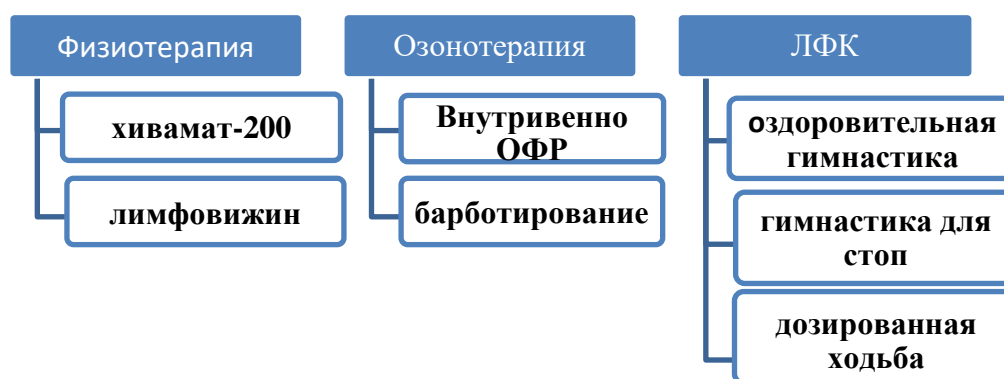 Физиотерапия
хивамат-200
лимфовижин
Озонотерапия
Внутривенно
ОФР
барботирование
ЛФК
оздоровительная
гимнастика
гимнастика для
стоп
дозированная
ходьба